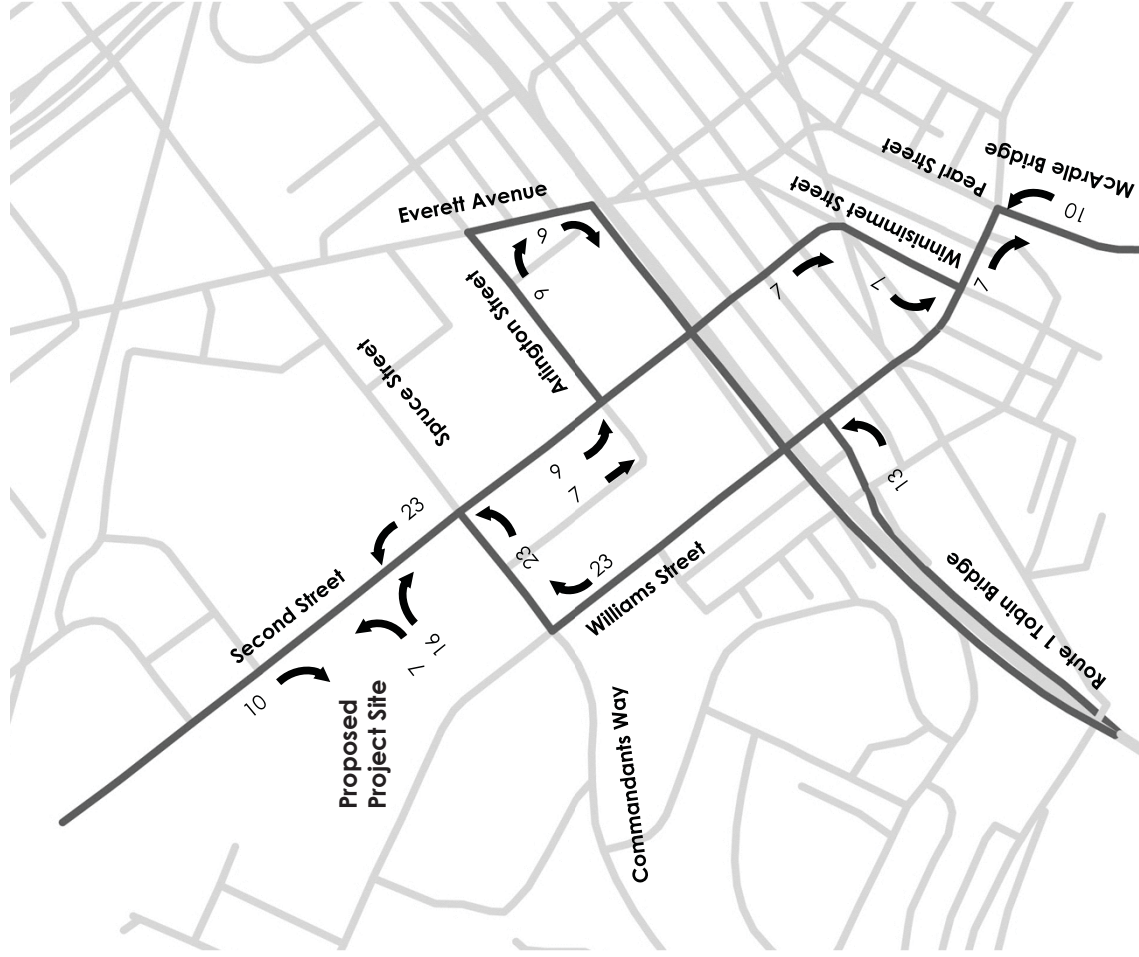 McArdle Bridge
Pearl Street
10
Winnisimmet Street
Everett Avenue
9
7
7
7
9
Arlington Street
Spruce Street
9
7
13
23
23
23
Second Street
Williams Street
Route 1 Tobin Bridge
16
7
10
Proposed
Project Site
Commandants Way